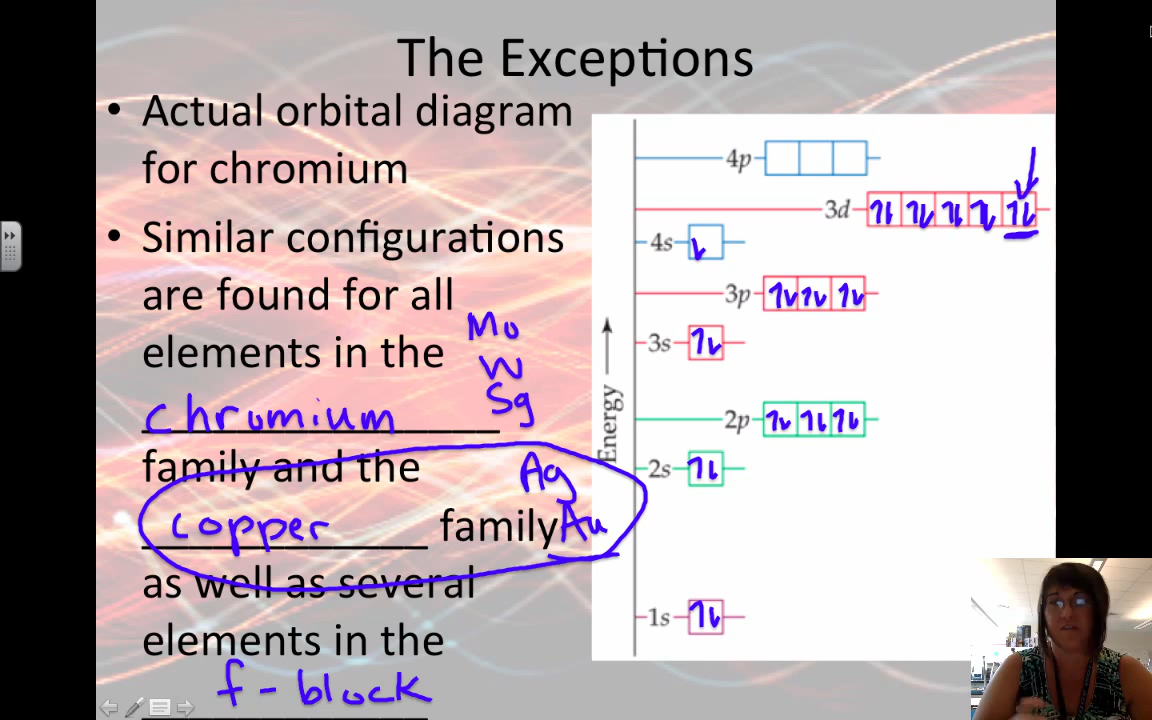 The Exceptions
• Actual orbital diagram
for chromium
• Similar configurations
are found for all
elements in the
Mo
W
Sg
chromium
family and the
Ag
copper family Au
as well as several
elements in the
f - block
4p
3d
4s
3p
3s
2p
2s
1s
Energy